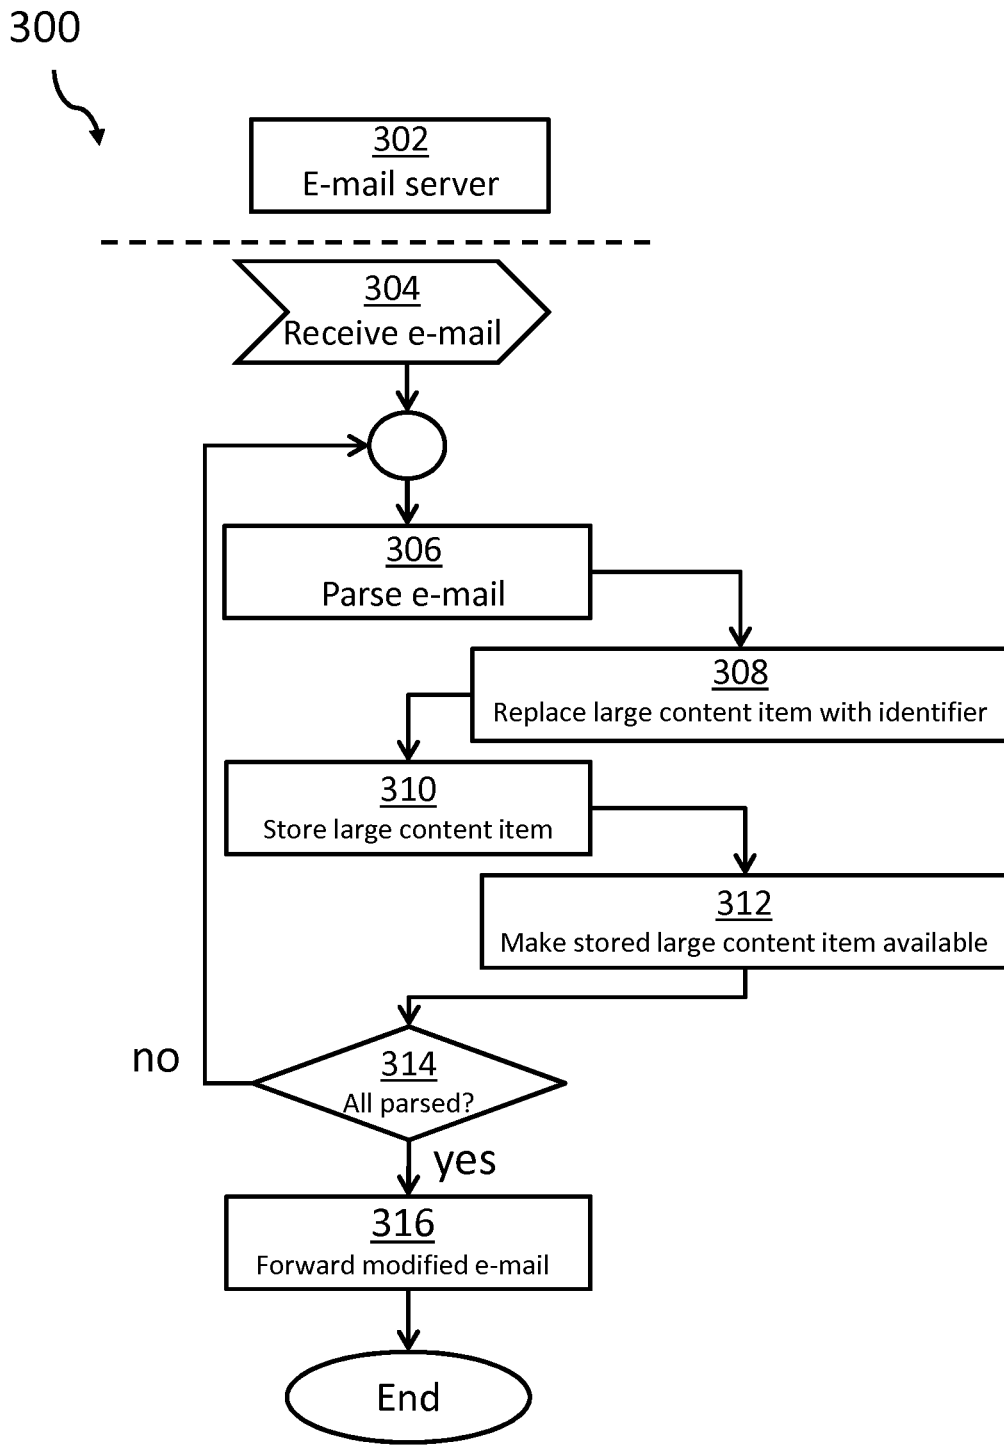 300
302
E-mail server
304
Receive e-mail
306
Parse e-mail
308
Replace large content item with identifier
310
Store large content item
312
Make stored large content item available
no
314
All parsed?
yes
316
Forward modified e-mail
End